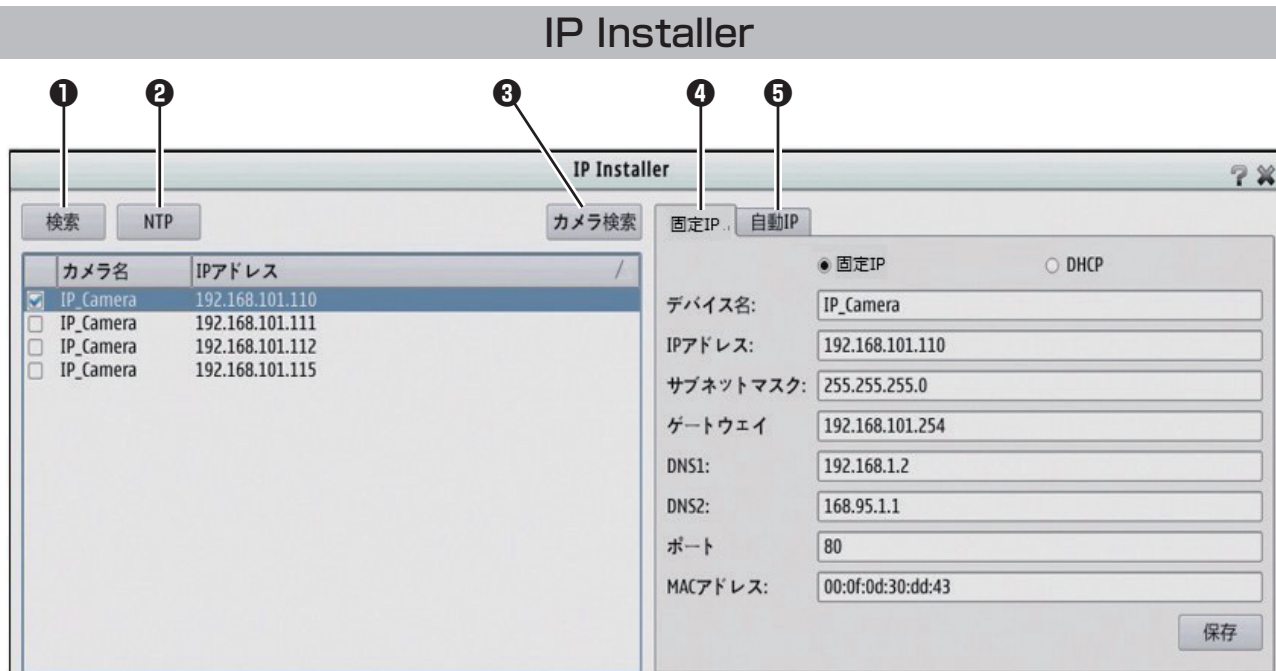 IP Installer
❶ ❷ ❸ ❹ ❺
IP Installer ? ✖
検索 NTP カメラ検索 固定IP.. 自動IP
カメラ名 IPアドレス /
IP_Camera 192.168.101.110
IP_Camera 192.168.101.111
IP_Camera 192.168.101.112
IP_Camera 192.168.101.115
固定IP DHCP
デバイス名: IP_Camera
IPアドレス: 192.168.101.110
サブネットマスク: 255.255.255.0
ゲートウェイ 192.168.101.254
DNS1: 192.168.1.2
DNS2: 168.95.1.1
ポート 80
MACアドレス: 00:0f:0d:30:dd:43
保存